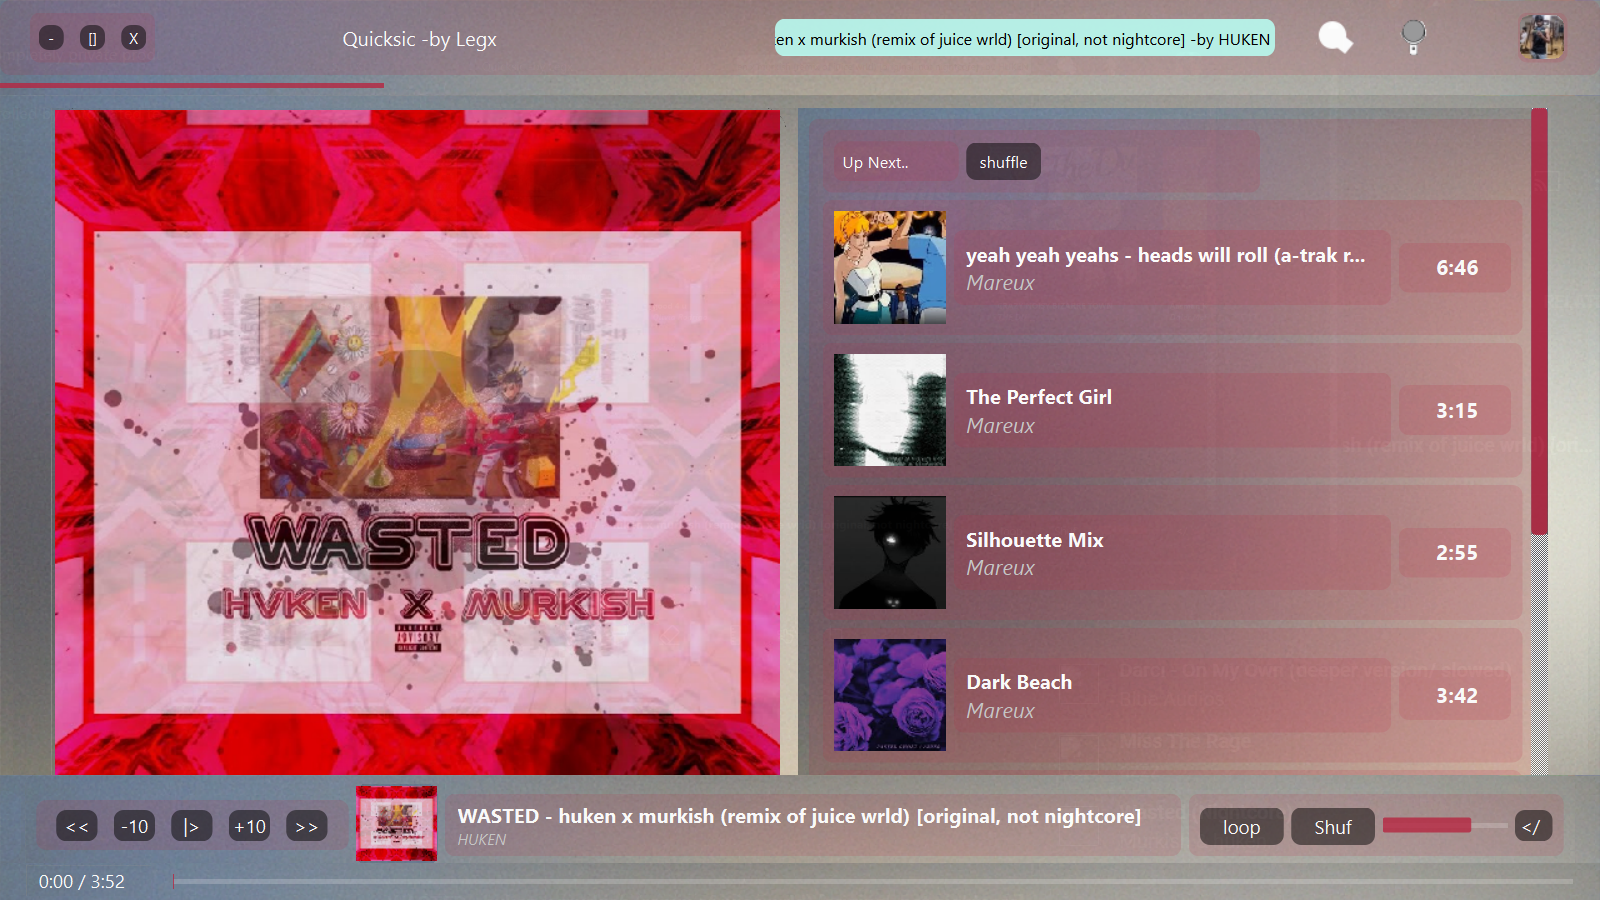 - [] X
Quicksic -by Legx
en x murkish (remix of juice wrld) [original, not nightcore] -by HUKEN
Up Next.. shuffle
yeah yeah yeahs - heads will roll (a-trak r...
Mareux
6:46
The Perfect Girl
Mareux
3:15
Silhouette Mix
Mareux
2:55
Dark Beach
Mareux
3:42
WASTED
HVKEN X MURKISH
ADVISORY
<< -10 |> +10 >>
WASTED - huken x murkish (remix of juice wrld) [original, not nightcore]
HUKEN
loop Shuf </
0:00 / 3:52